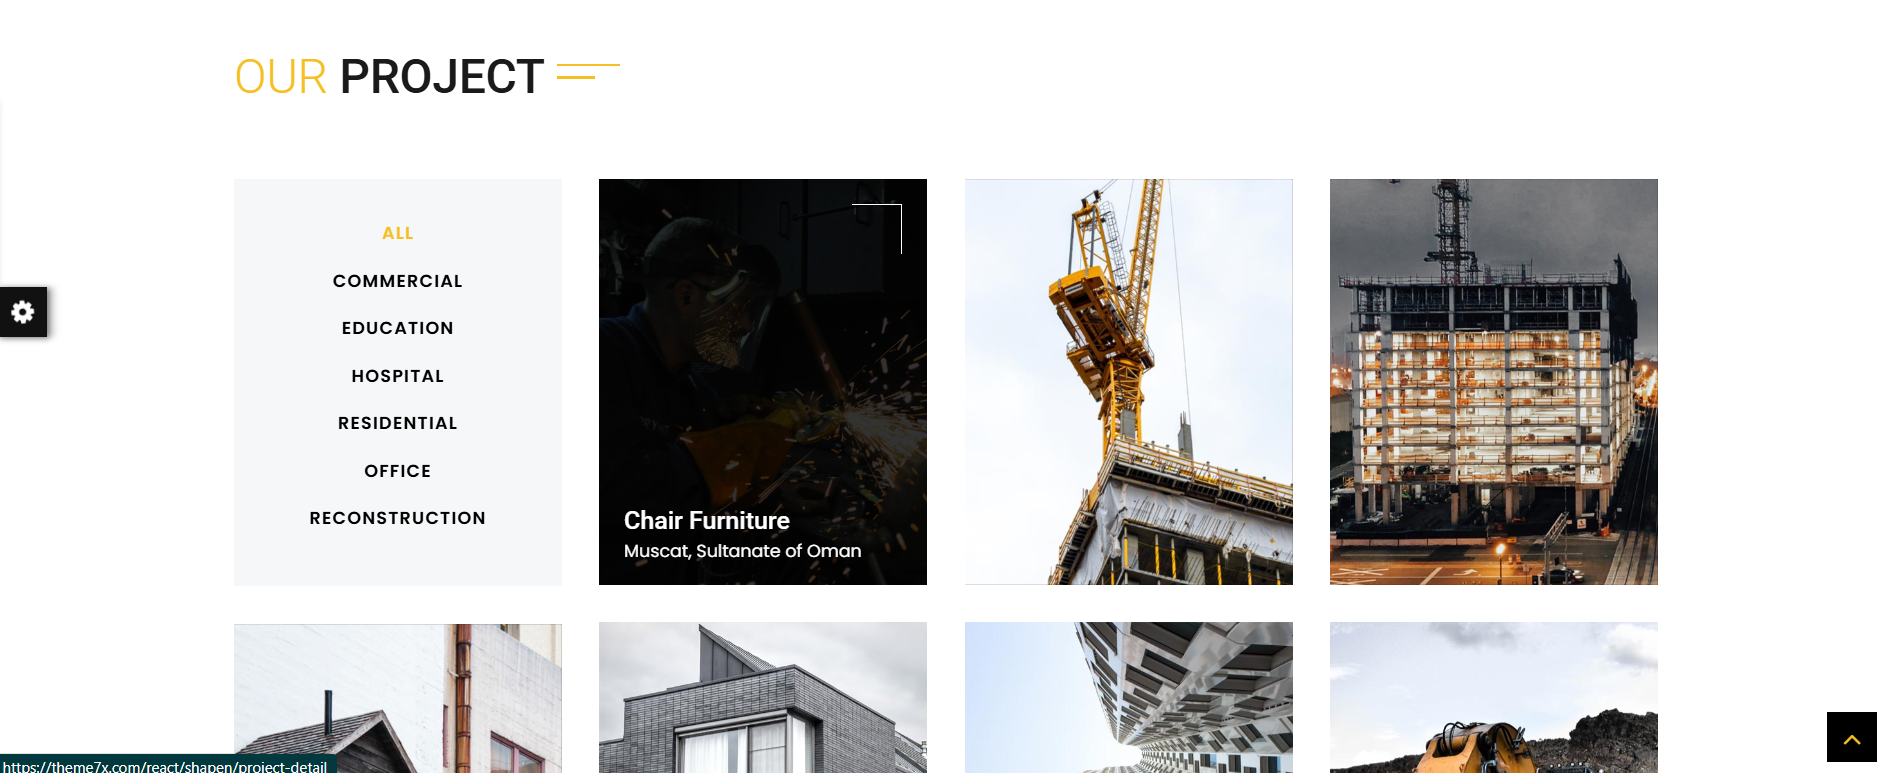 OUR PROJECT
ALL
COMMERCIAL
EDUCATION
HOSPITAL
RESIDENTIAL
OFFICE
RECONSTRUCTION
Chair Furniture
Muscat, Sultanate of Oman
https://theme7x.com/react/shapen/project-detail